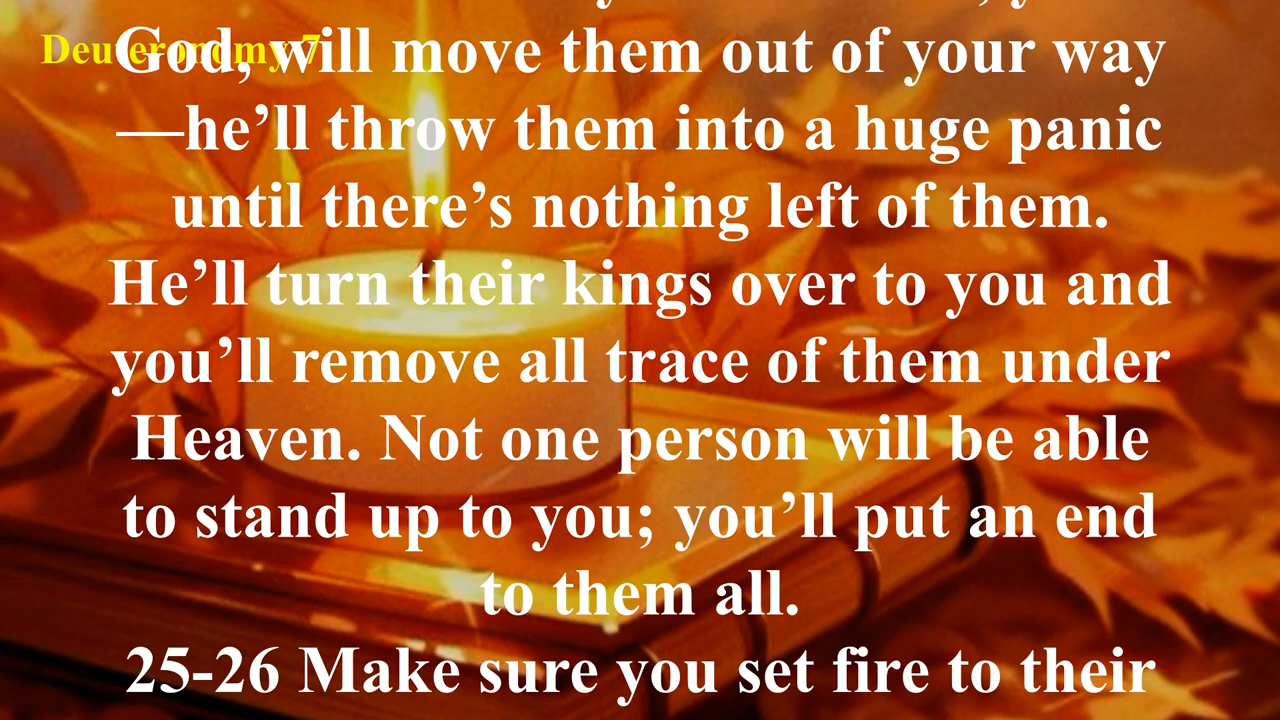 Deuteronomy 7
God, will move them out of your way
—he’ll throw them into a huge panic
until there’s nothing left of them.
He’ll turn their kings over to you and
you’ll remove all trace of them under
Heaven. Not one person will be able
to stand up to you; you’ll put an end
to them all.
25-26 Make sure you set fire to their